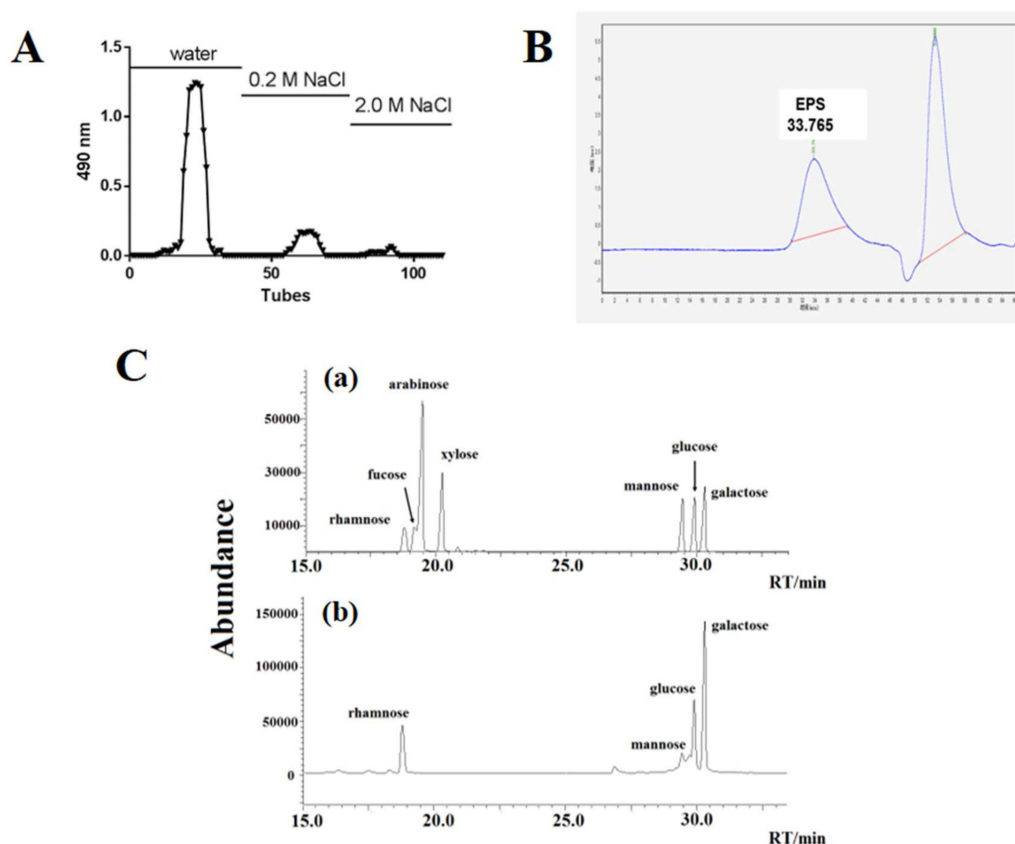 A
1.5
1.0
0.5
0.0
490 nm
water
0.2 M NaCl
2.0 M NaCl
0
50
100
Tubes
B
EPS
33.765
C
Abundance
(a)
50000
30000
10000
rhamnose
fucose
arabinose
xylose
mannose
glucose
galactose
15.0
20.0
25.0
30.0
RT/min
(b)
150000
100000
50000
0
rhamnose
mannose
glucose
galactose
15.0
20.0
25.0
30.0
RT/min